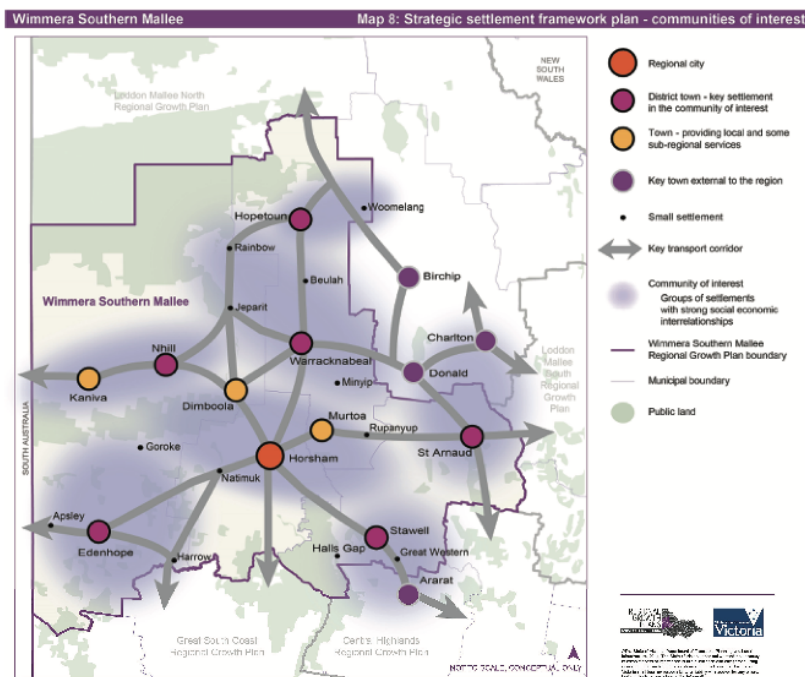 Wimmera Southern Mallee
Map 8: Strategic settlement framework plan - communities of interest
NEW
SOUTH
WALES
Loddon Mallee North
Regional Growth Plan
Hopetoun
Woomelang
Rainbow
Beulah
Birchip
Wimmera Southern Mallee
Jeparit
Charlton
Nhill
Warracknabeal
Donald
Loddon
Mallee
South
Regional
Growth
Plan
Kaniva
Minyip
Dimboola
Murtoa
Rupanyup
SOUTH AUSTRALIA
Goroke
Horsham
St Arnaud
Natimuk
Apsley
Edenhope
Stawell
Harrow
Halls Gap
Great Western
Ararat
Great South Coast
Regional Growth Plan
Central Highlands
Regional Growth Plan
NOT TO SCALE, CONCEPTUAL ONLY
Regional city
District town - key settlement
in the community of interest
Town - providing local and some
sub-regional services
Key town external to the region
Small settlement
Key transport corridor
Community of interest
Groups of settlements
with strong social economic
interrelationships
Wimmera Southern Mallee
Regional Growth Plan boundary
Municipal boundary
Public land
REGIONAL
GROWTH
PLANS
Victoria